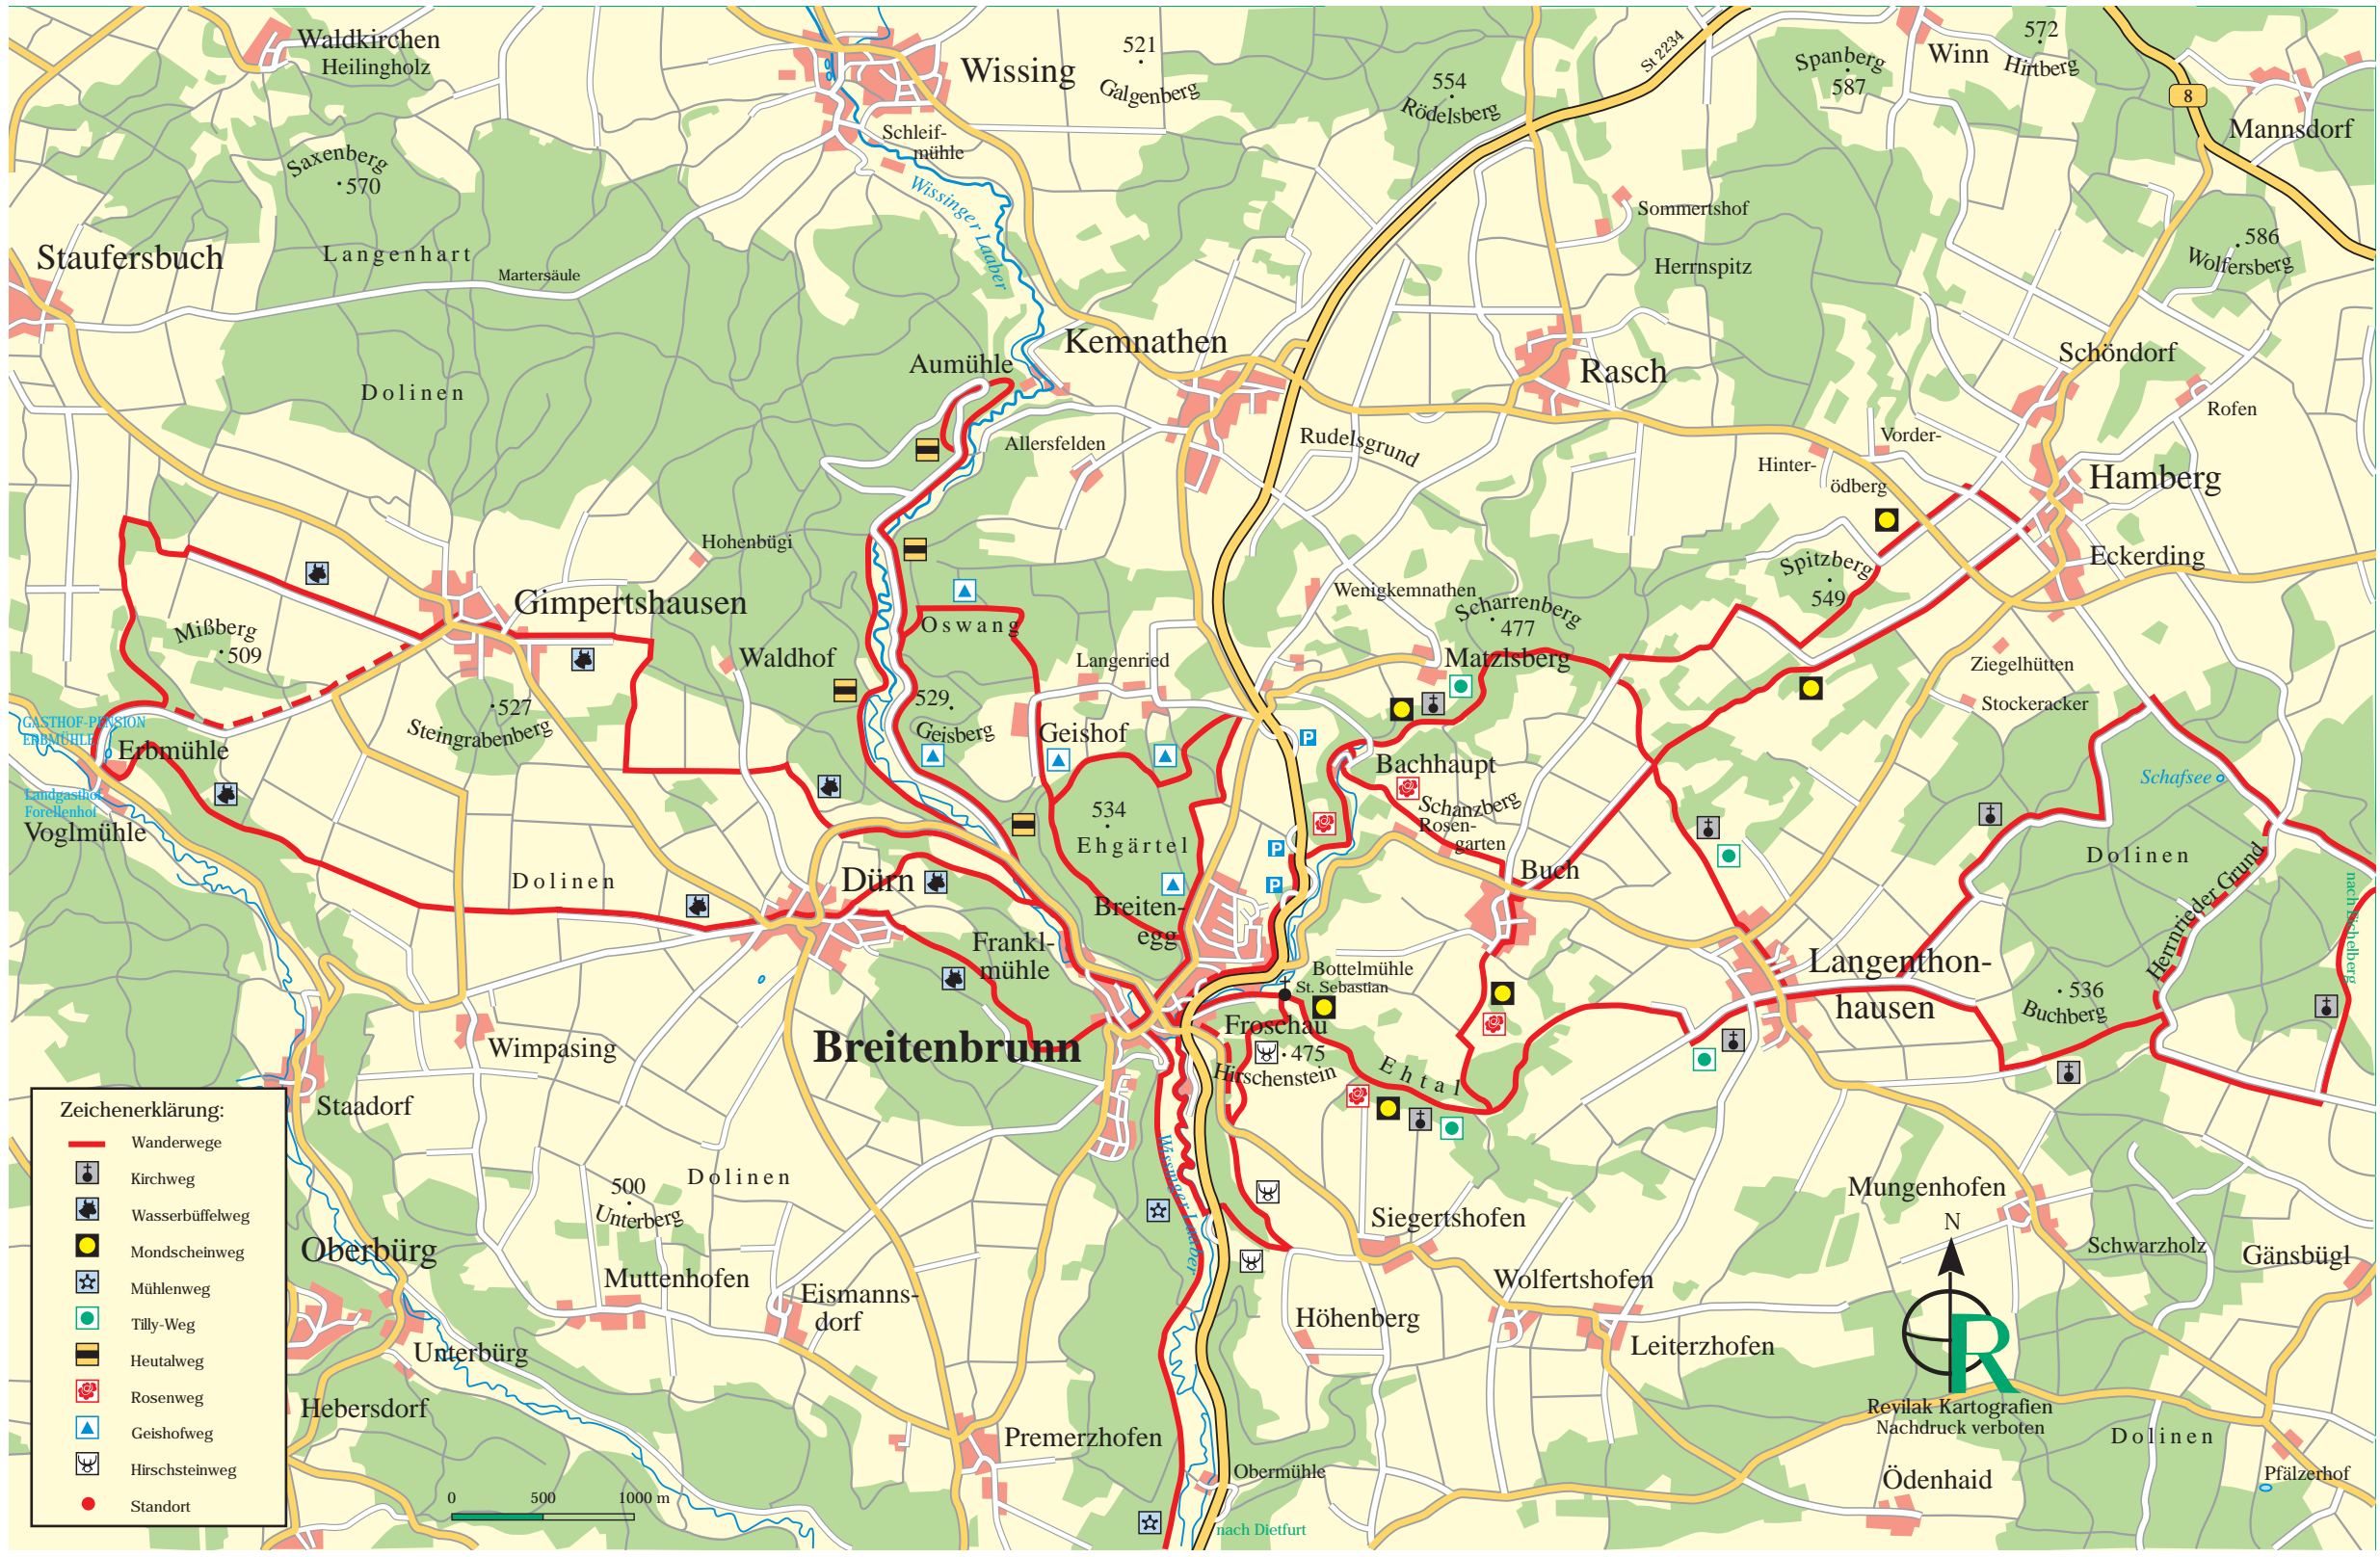 Waldkirchen
Heilingholz
Wissing
521
Galgenberg
554
Rödelsberg
St 2234
Spanberg
587
Winn
572
Hirtberg
8
Mannsdorf
Schleif-
mühle
Saxenberg
570
Wissinger Laaber
Sommertshof
586
Wolfersberg
Staufersbuch
Langenhart
Martersäule
Herrnspitz
Kemnathen
Aumühle
Rasch
Schöndorf
Dolinen
Rofen
Allersfelden
Rudelsgrund
Vorder-
Hinter-
ödberg
Hamberg
Hohenbügl
Eckerding
Spitzberg
549
Gimpertshausen
Wenigkemnathen
Scharrenberg
477
Mißberg
509
Oswang
Waldhof
Langenried
Matzlsberg
Ziegelhütten
Stockeracker
527
Steingrabenberg
529
Geisberg
Geishof
P
GASTHOF-PENSION
ERBMÜHLE
Erbmühle
Bachhaupt
Schafsee
Landgasthof
Forellenhof
Voglmühle
534
Ehgärtel
Schanzberg
Rosen-
garten
P
P
Dolinen
Dürn
Buch
Dolinen
Herrnrieder Grund
nach Eichelberg
Breiten-
egg
Frankl-
mühle
Bottelmühle
St. Sebastian
Langenthon-
hausen
536
Buchberg
Wimpasing
Breitenbrunn
Froschau
475
Hirschenstein
Ehtal
Staadorf
Zeichenerklärung:
Wanderwege
Kirchweg
Wasserbüffelweg
Mondscheinweg
Mühlenweg
Tilly-Weg
Heutalweg
Rosenweg
Geishofweg
Hirschsteinweg
Standort
Dolinen
500
Unterberg
Wissinger Laaber
Mungenhofen
N
Siegertshofen
Schwarzholz
Gänsbügl
Oberbürg
Muttenhofen
Eismanns-
dorf
Wolfertshofen
Höhenberg
Leiterzhofen
Unterbürg
R
Hebersdorf
Revilak Kartografien
Nachdruck verboten
Premerzhofen
Dolinen
Obermühle
Ödenhaid
Pfälzerhof
0 500 1000 m
nach Dietfurt